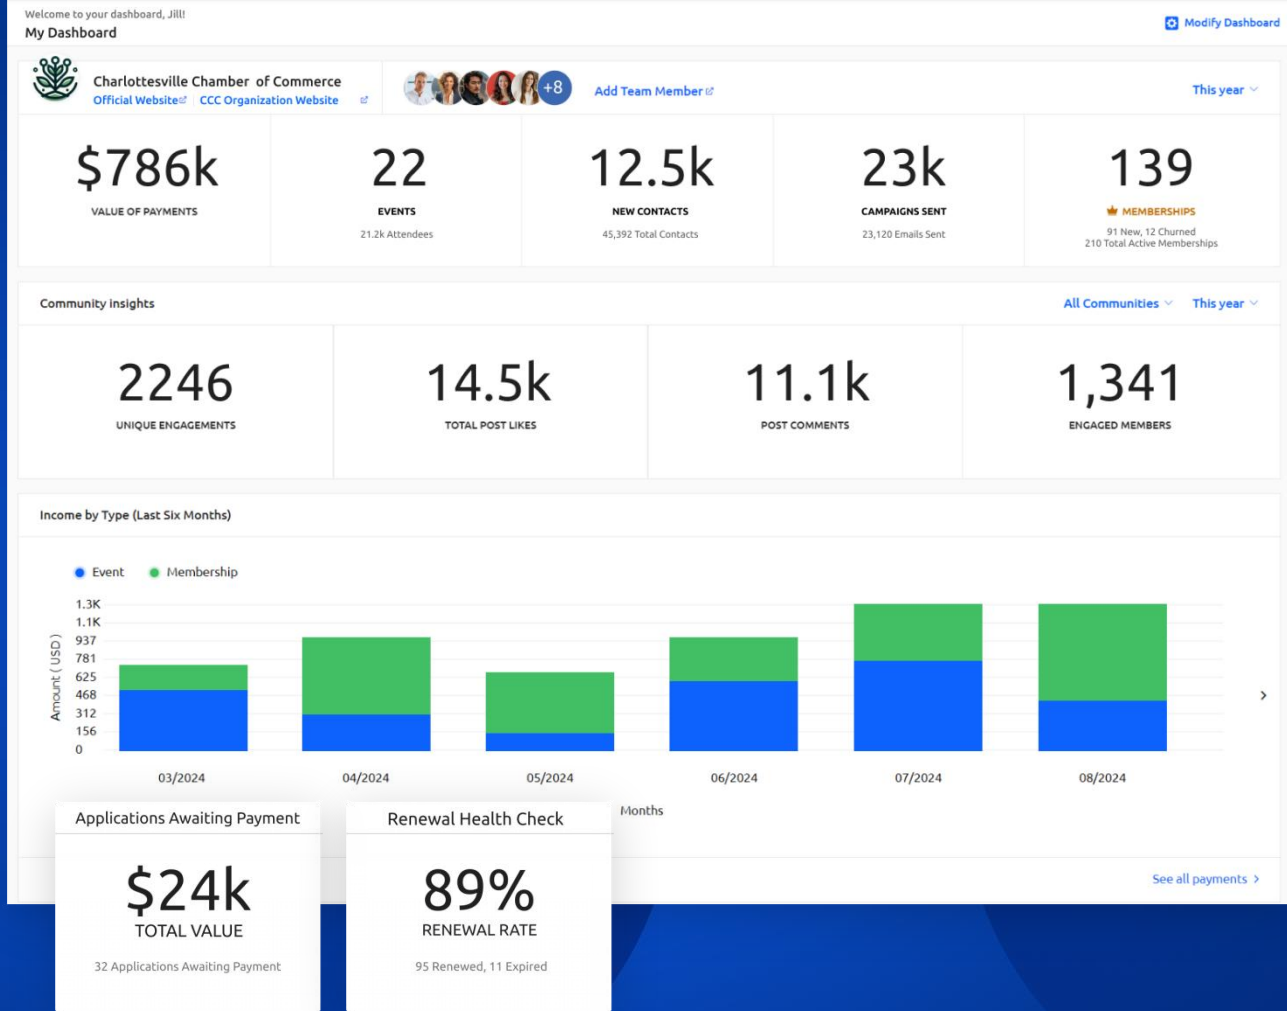 Welcome to your dashboard, Jill!
My Dashboard
Modify Dashboard
Charlottesville Chamber of Commerce
Official Website
CCC Organization Website
+8
Add Team Member
This year
$786k
VALUE OF PAYMENTS
22
EVENTS
21.2k Attendees
12.5k
NEW CONTACTS
45,392 Total Contacts
23k
CAMPAIGNS SENT
23,120 Emails Sent
139
MEMBERSHIPS
91 New, 12 Churned
210 Total Active Memberships
Community insights
All Communities
This year
2246
UNIQUE ENGAGEMENTS
14.5k
TOTAL POST LIKES
11.1k
POST COMMENTS
1,341
ENGAGED MEMBERS
Income by Type (Last Six Months)
Event
Membership
Amount ( USD )
1.3K
1.1K
937
781
625
468
312
156
0
03/2024
04/2024
05/2024
06/2024
07/2024
08/2024
Months
See all payments
Applications Awaiting Payment
$24k
TOTAL VALUE
32 Applications Awaiting Payment
Renewal Health Check
89%
RENEWAL RATE
95 Renewed, 11 Expired